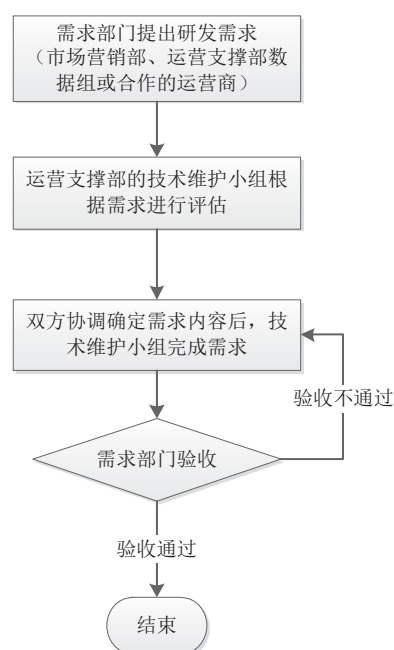 需求部门提出研发需求
（市场营销部、运营支撑部数
据组或合作的运营商）
运营支撑部的技术维护小组根
据需求进行评估
双方协调确定需求内容后，技
术维护小组完成需求
验收不通过
需求部门验收
验收通过
结束